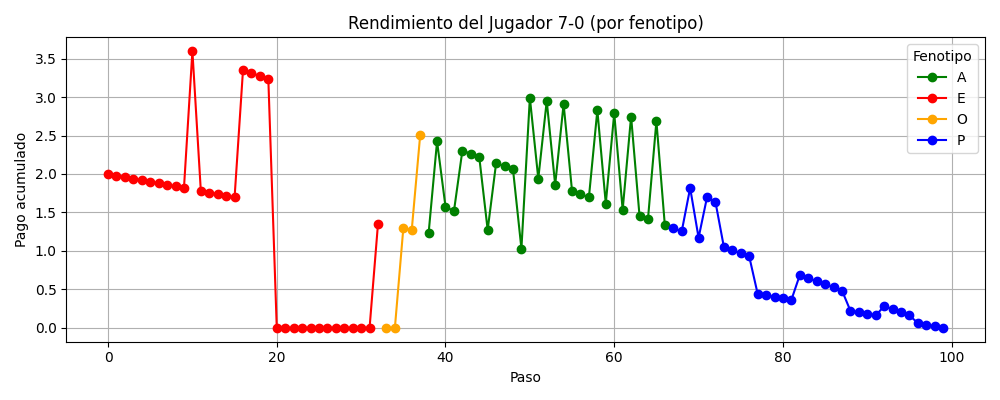 Rendimiento del Jugador 7-0 (por fenotipo)
Pago acumulado
3.5
3.0
2.5
2.0
1.5
1.0
0.5
0.0
Fenotipo
A
E
O
P
0 20 40 60 80 100
Paso